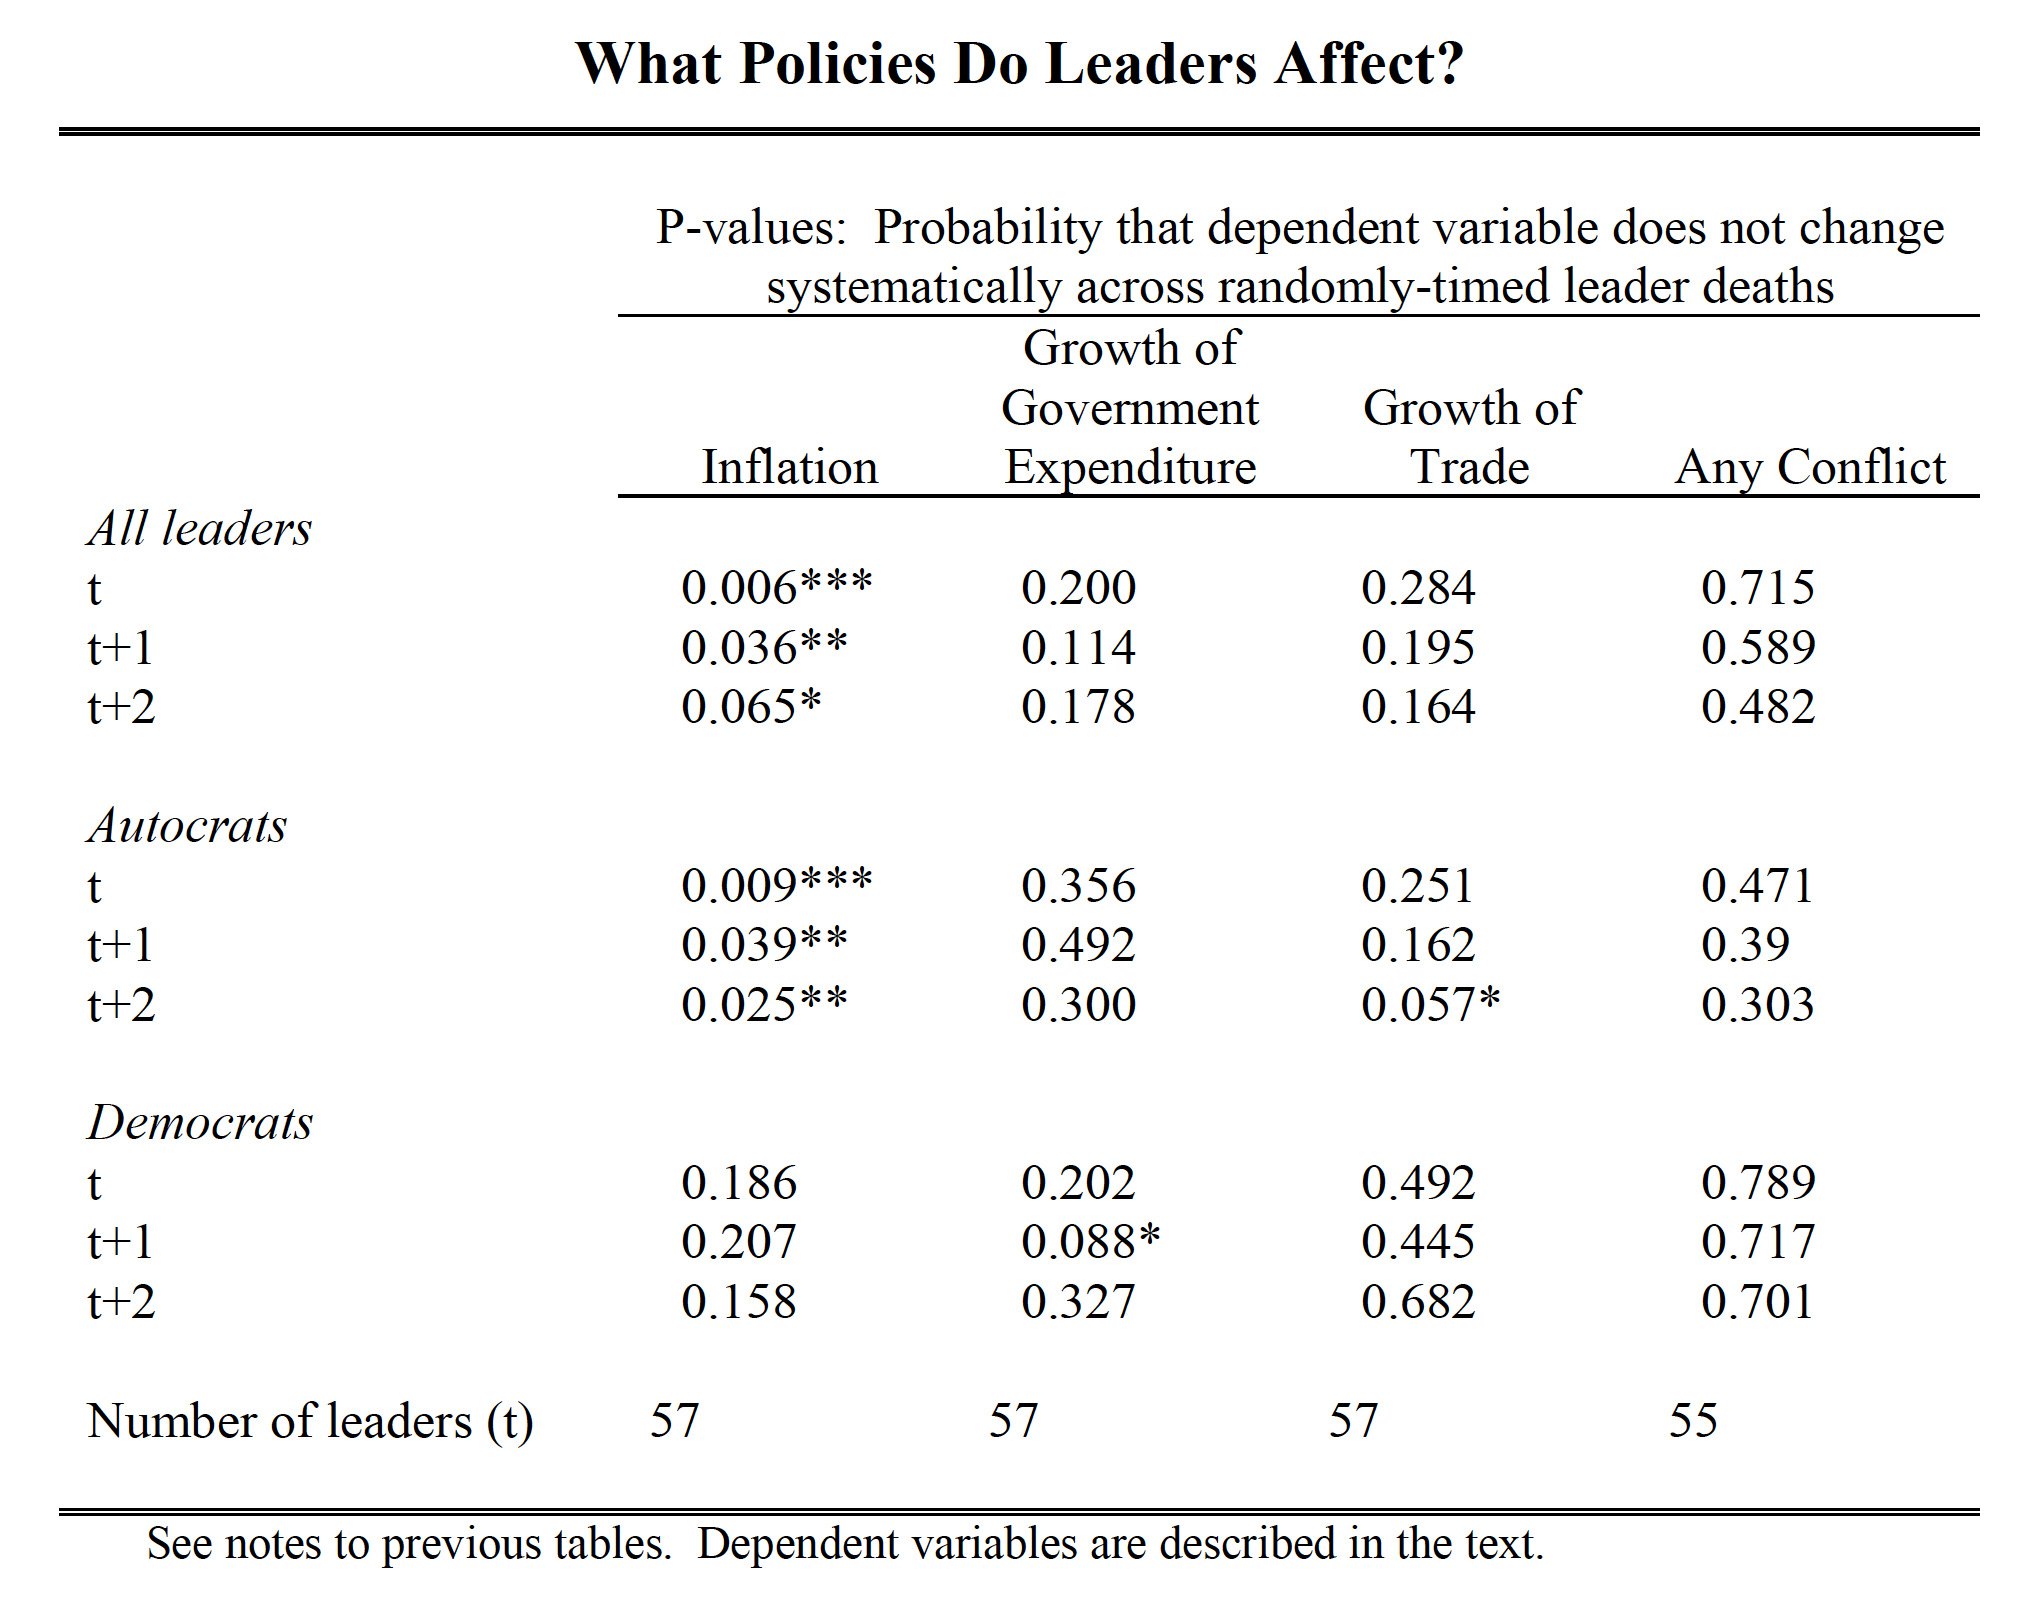 What Policies Do Leaders Affect?
P-values:  Probability that dependent variable does not change
systematically across randomly-timed leader deaths
Growth of
Government Growth of
Inflation Expenditure Trade Any Conflict
All leaders
t 0.006*** 0.200 0.284 0.715
t+1 0.036** 0.114 0.195 0.589
t+2 0.065* 0.178 0.164 0.482
Autocrats
t 0.009*** 0.356 0.251 0.471
t+1 0.039** 0.492 0.162 0.39
t+2 0.025** 0.300 0.057* 0.303
Democrats
t 0.186 0.202 0.492 0.789
t+1 0.207 0.088* 0.445 0.717
t+2 0.158 0.327 0.682 0.701
Number of leaders (t) 57 57 57 55
See notes to previous tables.  Dependent variables are described in the text.